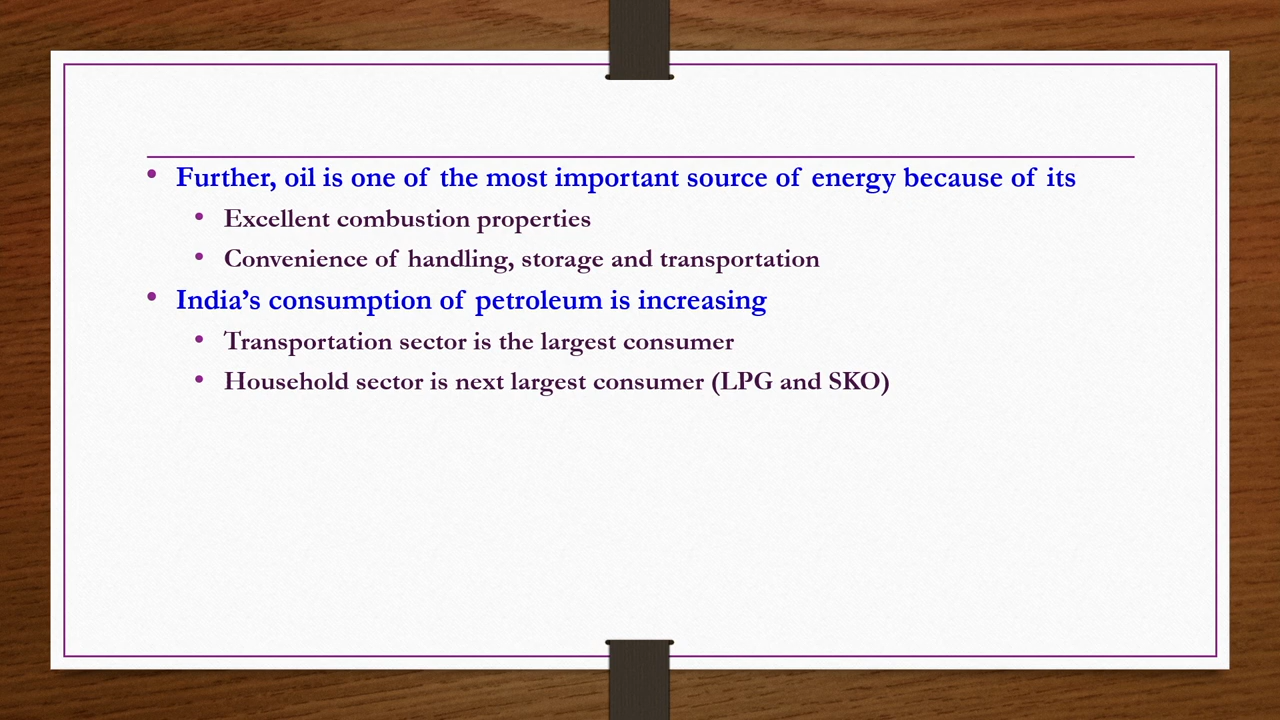 • Further, oil is one of the most important source of energy because of its
• Excellent combustion properties
• Convenience of handling, storage and transportation
• India’s consumption of petroleum is increasing
• Transportation sector is the largest consumer
• Household sector is next largest consumer (LPG and SKO)